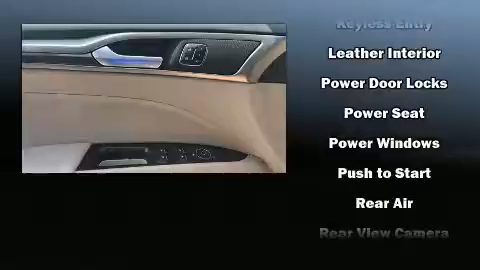 Keyless Entry
Leather Interior
Power Door Locks
Power Seat
Power Windows
Push to Start
Rear Air
Rear View Camera